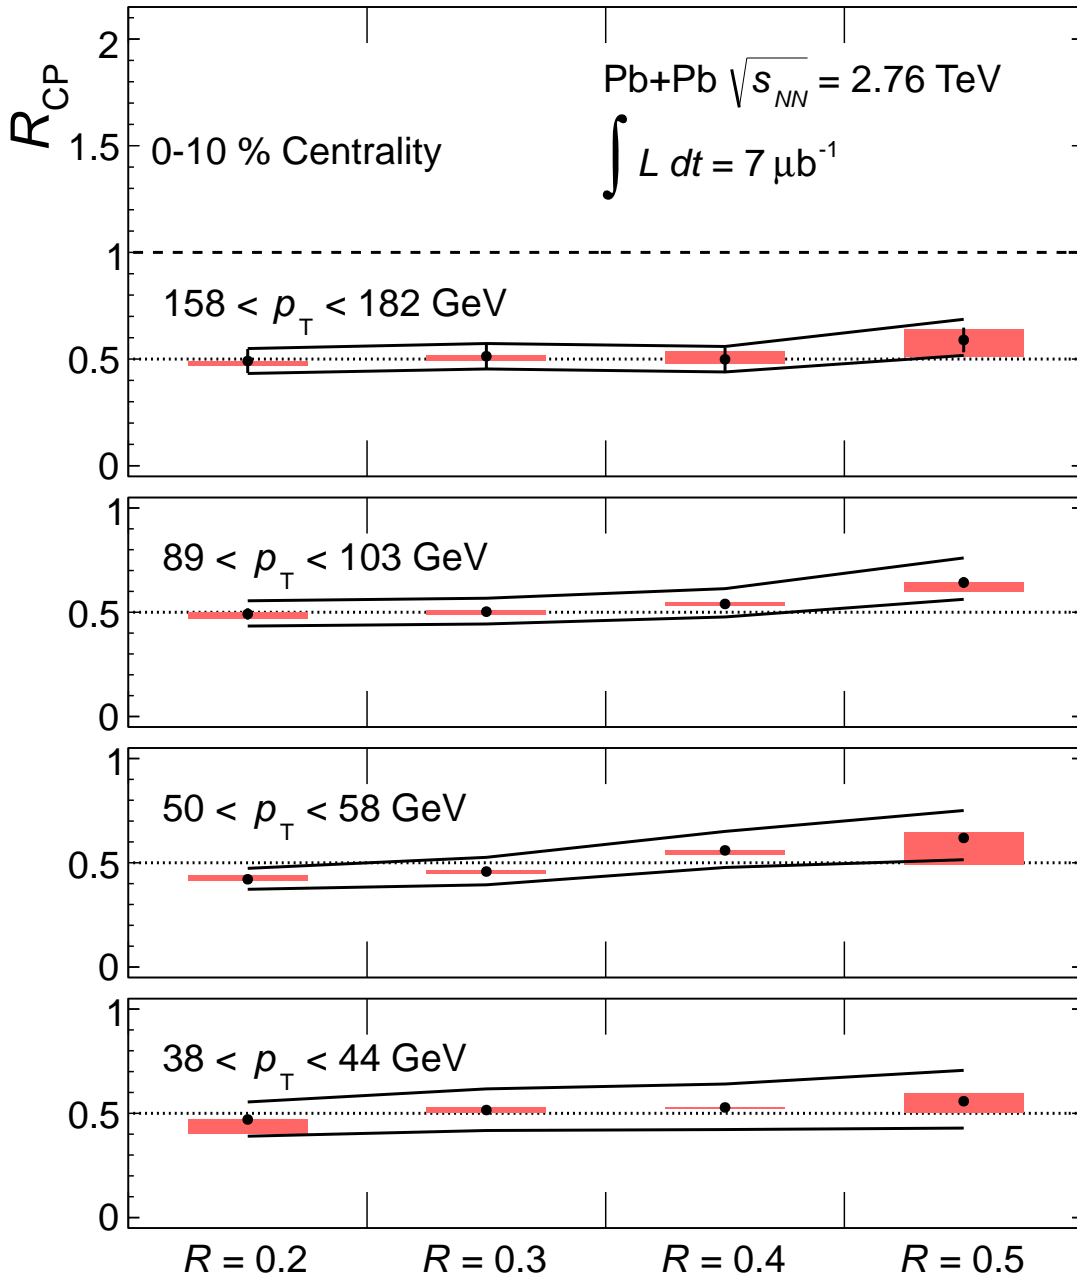 R_CP
2
1.5
1
0.5
0
Pb+Pb √s_NN = 2.76 TeV
0-10 % Centrality
∫ L dt = 7 μb⁻¹
158 < p_T < 182 GeV
1
0.5
0
89 < p_T < 103 GeV
1
0.5
0
50 < p_T < 58 GeV
1
0.5
0
38 < p_T < 44 GeV
R = 0.2 R = 0.3 R = 0.4 R = 0.5